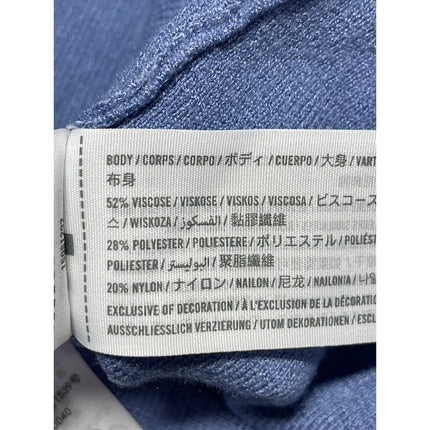 BODY / CORPS / CORPO / ボディ / CUERPO / 大身 / VART
布身
52% VISCOSE / VISKOSE / VISKOS / VISCOSA / ビスコース
스 / WISKOZA / الفسكوز / 黏膠纖維
28% POLYESTER / POLIESTERE / ポリエステル / POLIÉS
POLIESTER / البوليستر / 聚脂纖維
20% NYLON / ナイロン / NAILON / 尼龙 / NAILONIA / 나일
EXCLUSIVE OF DECORATION / À L'EXCLUSION DE LA DÉCORATIO
AUSSCHLIESSLICH VERZIERUNG / UTOM DEKORATIONEN / ESCL